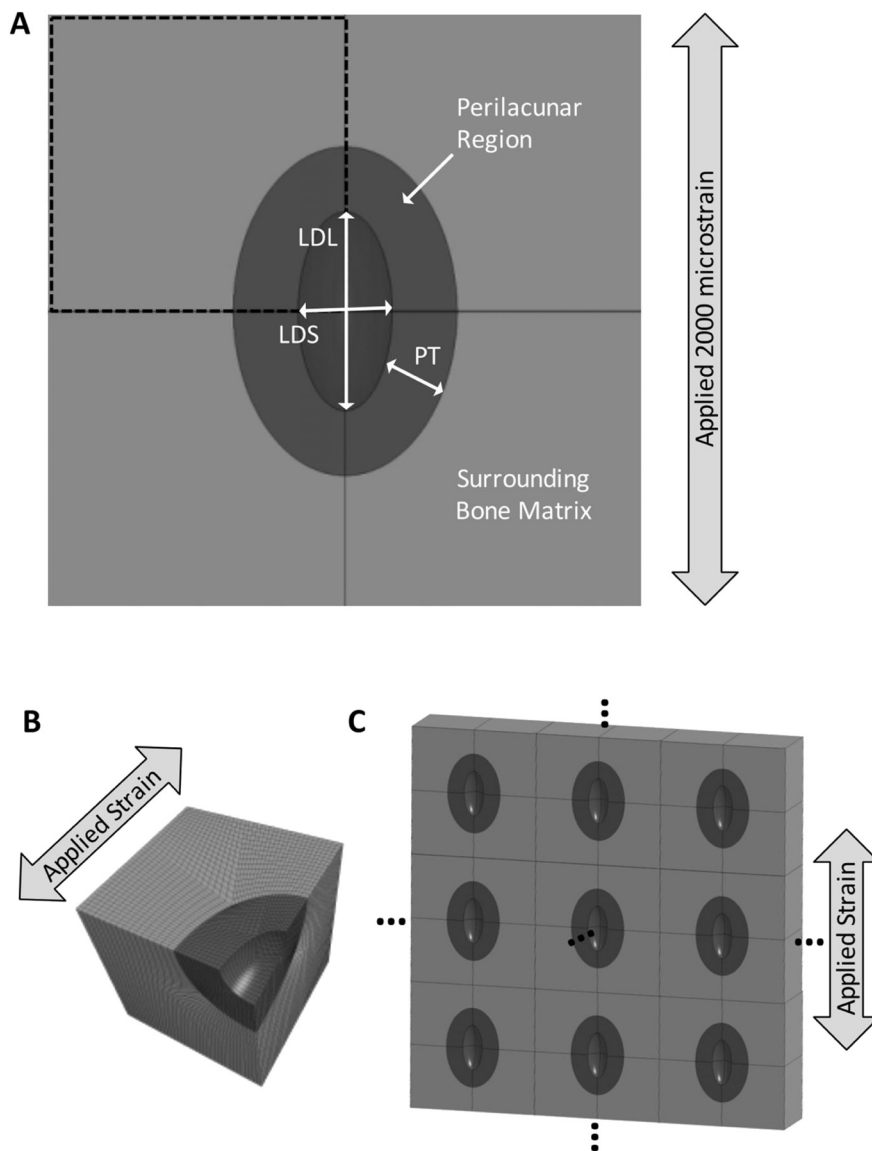 A
Perilacunar
Region
LDL
LDS
PT
Surrounding
Bone Matrix
Applied 2000 microstrain
B
Applied Strain
C
Applied Strain